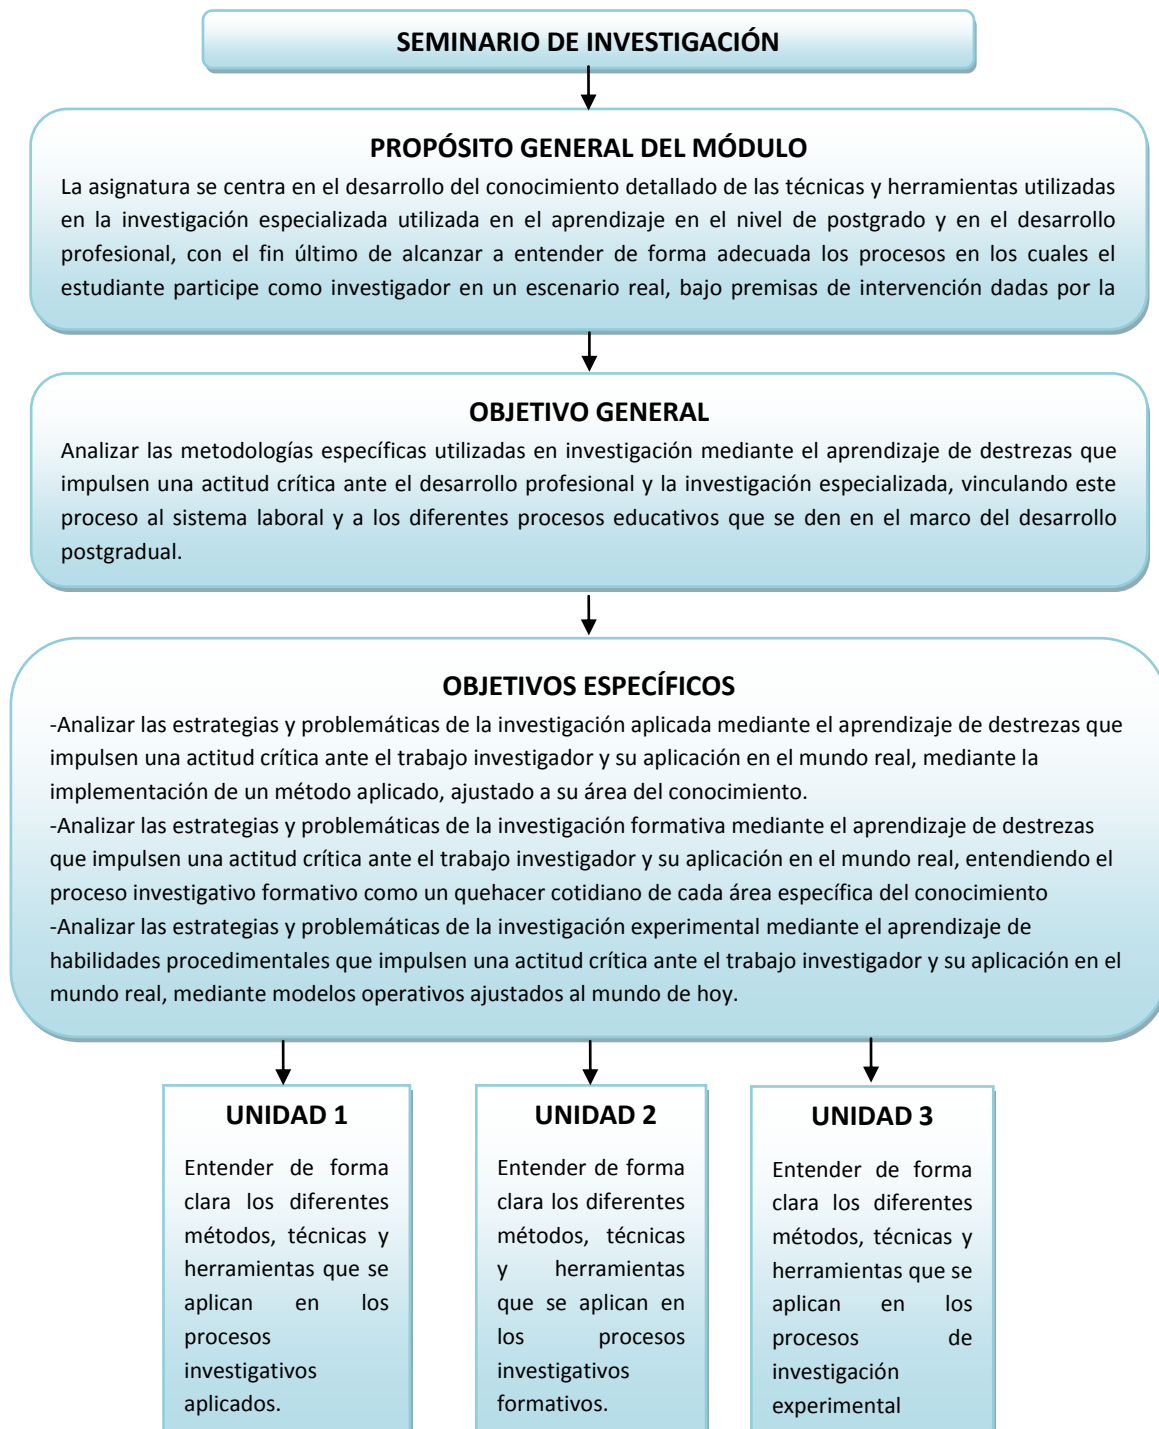 SEMINARIO DE INVESTIGACIÓN
PROPÓSITO GENERAL DEL MÓDULO
La asignatura se centra en el desarrollo del conocimiento detallado de las técnicas y herramientas utilizadas
en la investigación especializada utilizada en el aprendizaje en el nivel de postgrado y en el desarrollo
profesional, con el fin último de alcanzar a entender de forma adecuada los procesos en los cuales el
estudiante participe como investigador en un escenario real, bajo premisas de intervención dadas por la
OBJETIVO GENERAL
Analizar las metodologías específicas utilizadas en investigación mediante el aprendizaje de destrezas que
impulsen una actitud crítica ante el desarrollo profesional y la investigación especializada, vinculando este
proceso al sistema laboral y a los diferentes procesos educativos que se den en el marco del desarrollo
postgradual.
OBJETIVOS ESPECÍFICOS
-Analizar las estrategias y problemáticas de la investigación aplicada mediante el aprendizaje de destrezas que
impulsen una actitud crítica ante el trabajo investigador y su aplicación en el mundo real, mediante la
implementación de un método aplicado, ajustado a su área del conocimiento.
-Analizar las estrategias y problemáticas de la investigación formativa mediante el aprendizaje de destrezas
que impulsen una actitud crítica ante el trabajo investigador y su aplicación en el mundo real, entendiendo el
proceso investigativo formativo como un quehacer cotidiano de cada área específica del conocimiento
-Analizar las estrategias y problemáticas de la investigación experimental mediante el aprendizaje de
habilidades procedimentales que impulsen una actitud crítica ante el trabajo investigador y su aplicación en el
mundo real, mediante modelos operativos ajustados al mundo de hoy.
UNIDAD 1
Entender de forma
clara los diferentes
métodos, técnicas y
herramientas que se
aplican en los
procesos
investigativos
aplicados.
UNIDAD 2
Entender de forma
clara los diferentes
métodos, técnicas
y herramientas
que se aplican en
los procesos
investigativos
formativos.
UNIDAD 3
Entender de forma
clara los diferentes
métodos, técnicas y
herramientas que se
aplican en los
procesos de
investigación
experimental